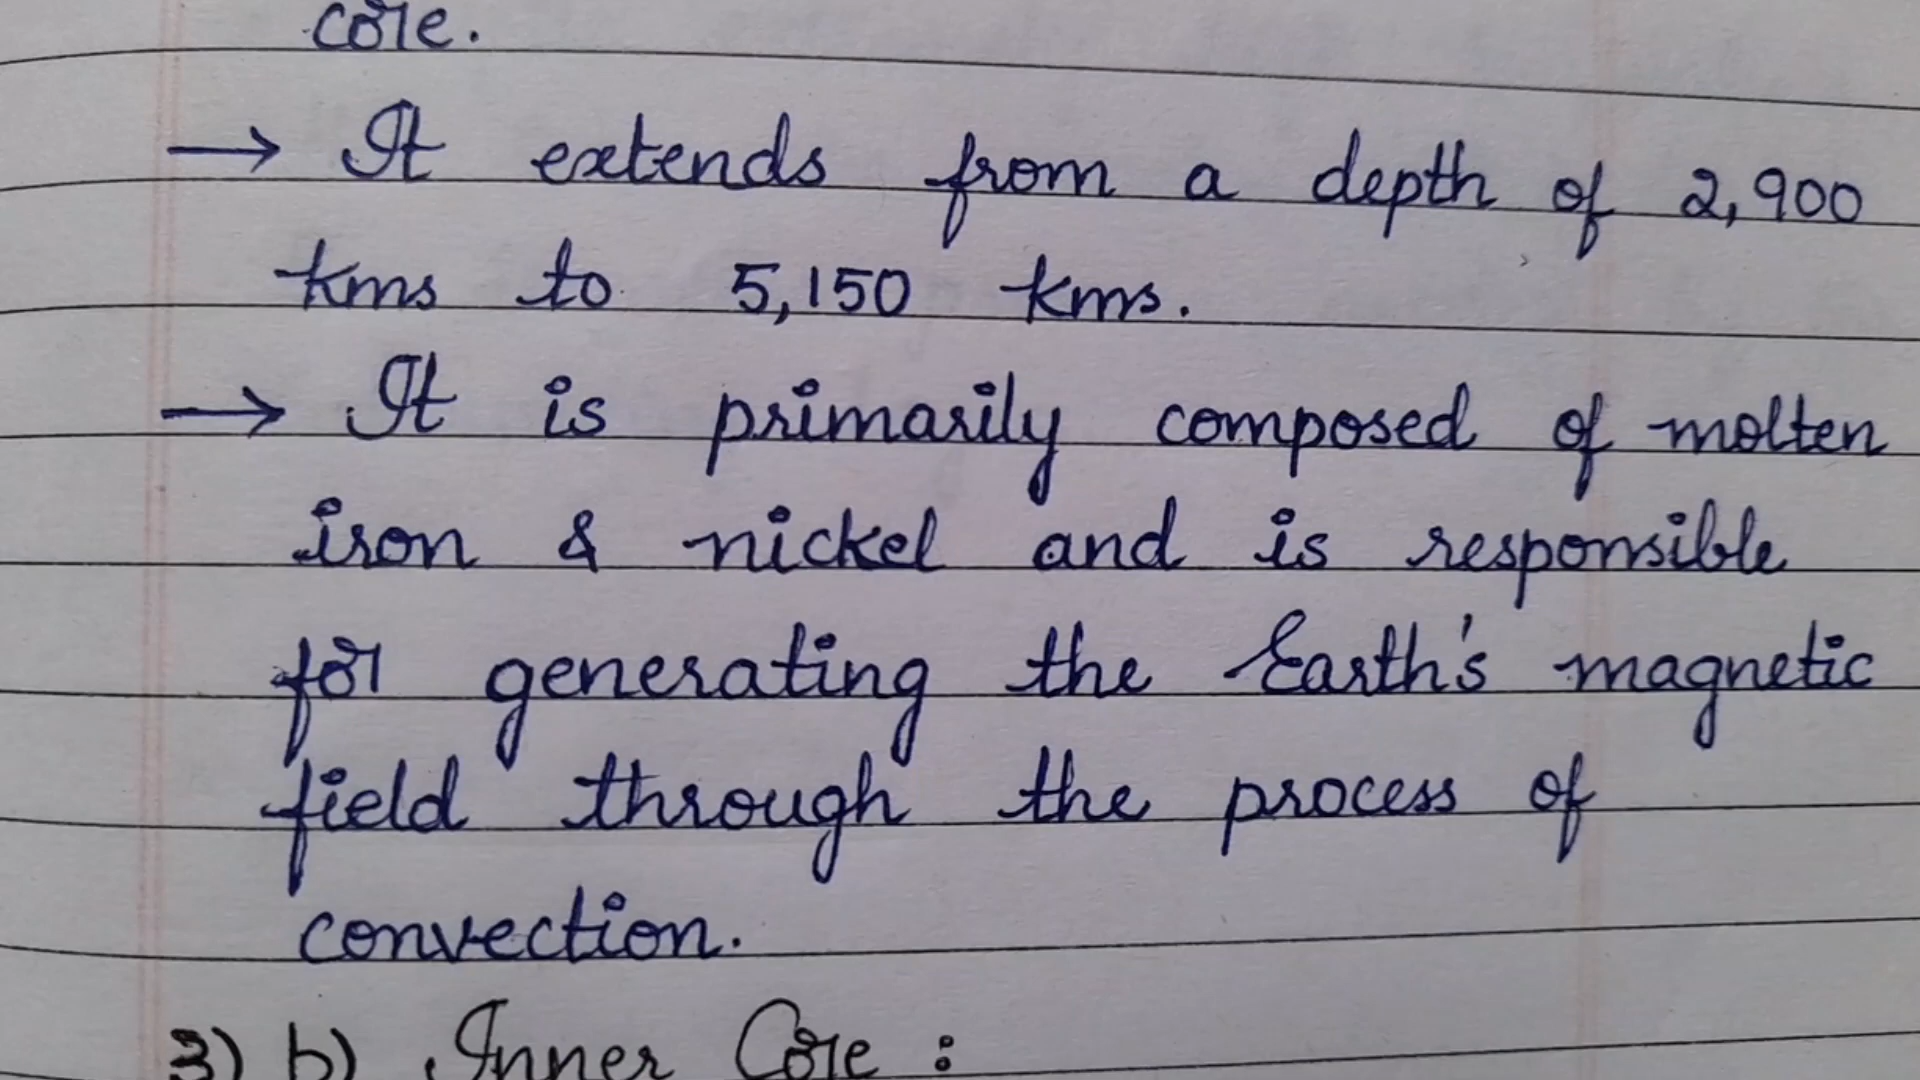 core.
→ It extends from a depth of 2,900
kms to 5,150 kms.
→ It is primarily composed of molten
iron & nickel and is responsible
for generating the Earth's magnetic
field through the process of
convection.
3) b) Inner Core :